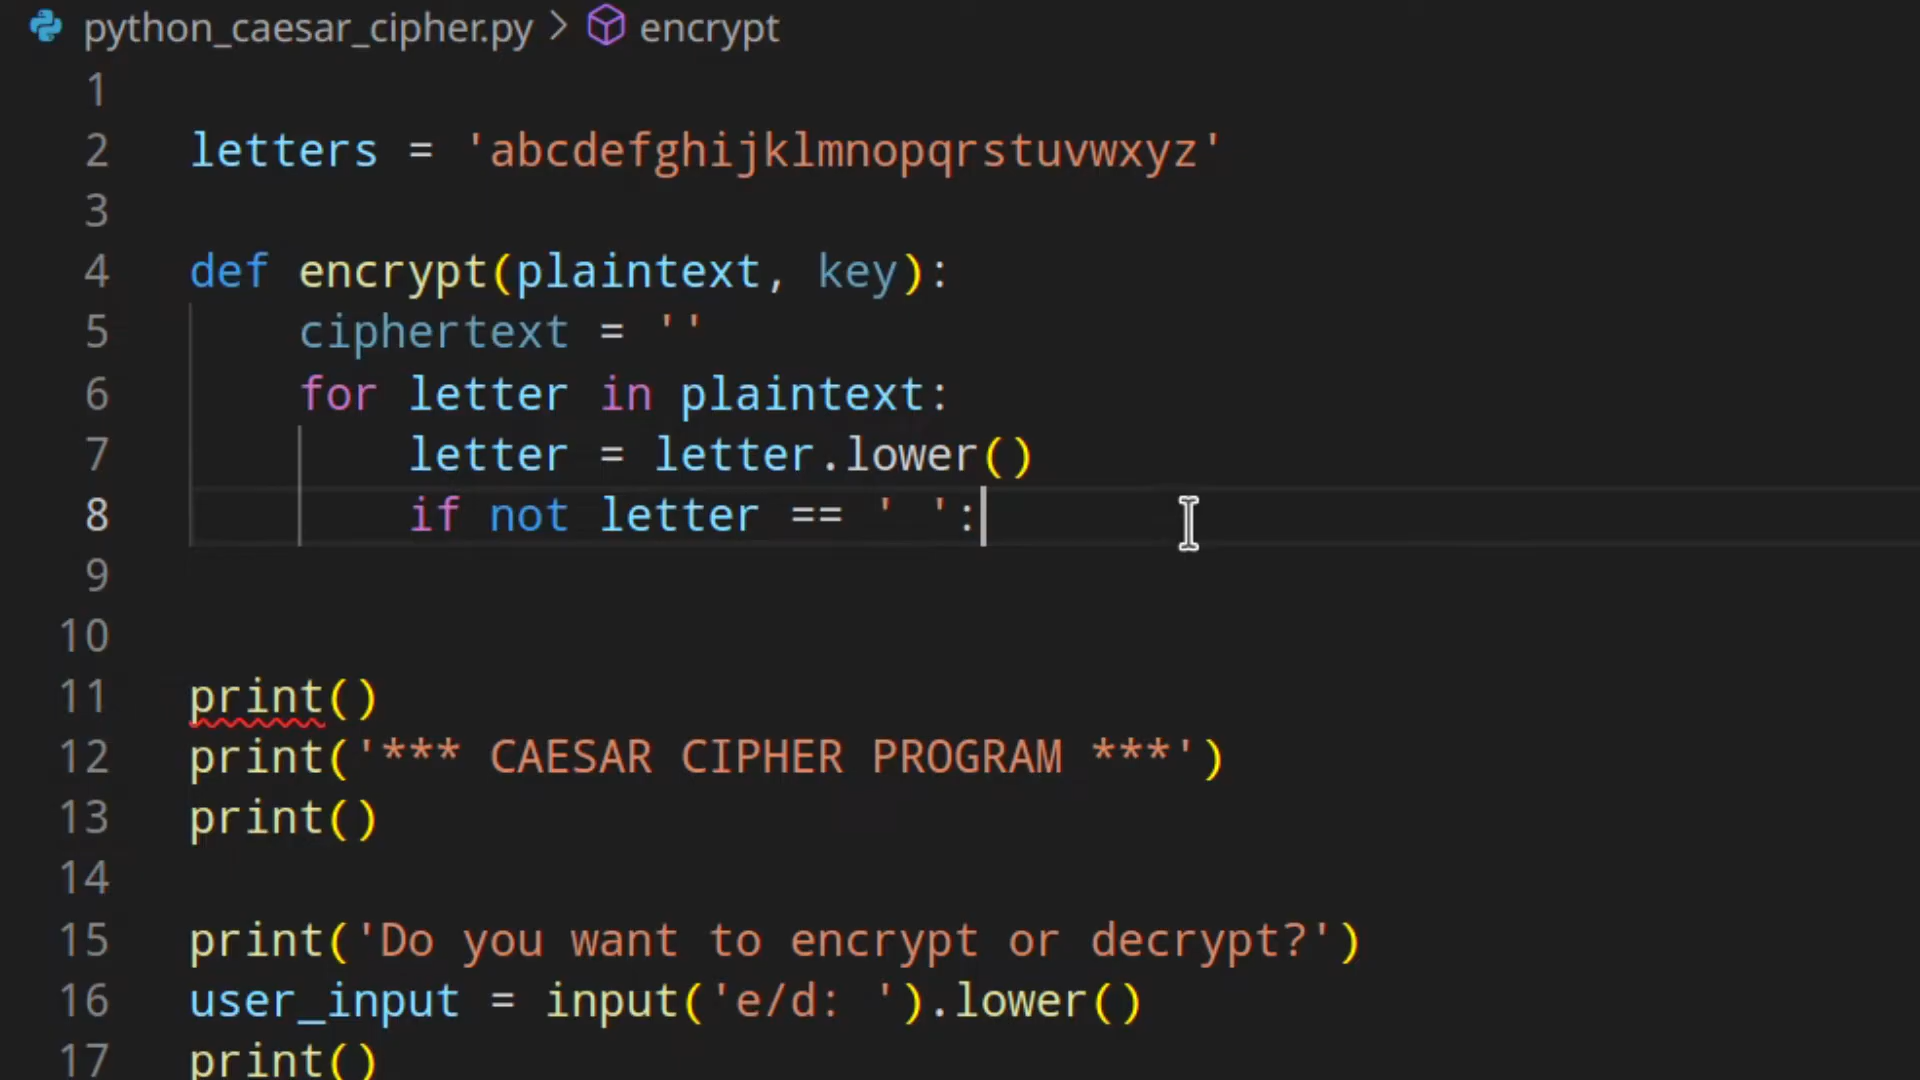 python_caesar_cipher.py > encrypt
1
2 letters = 'abcdefghijklmnopqrstuvwxyz'
3
4 def encrypt(plaintext, key):
5     ciphertext = ''
6     for letter in plaintext:
7         letter = letter.lower()
8         if not letter == ' ':
9
10
11 print()
12 print('*** CAESAR CIPHER PROGRAM ***')
13 print()
14
15 print('Do you want to encrypt or decrypt?')
16 user_input = input('e/d: ').lower()
17 print()